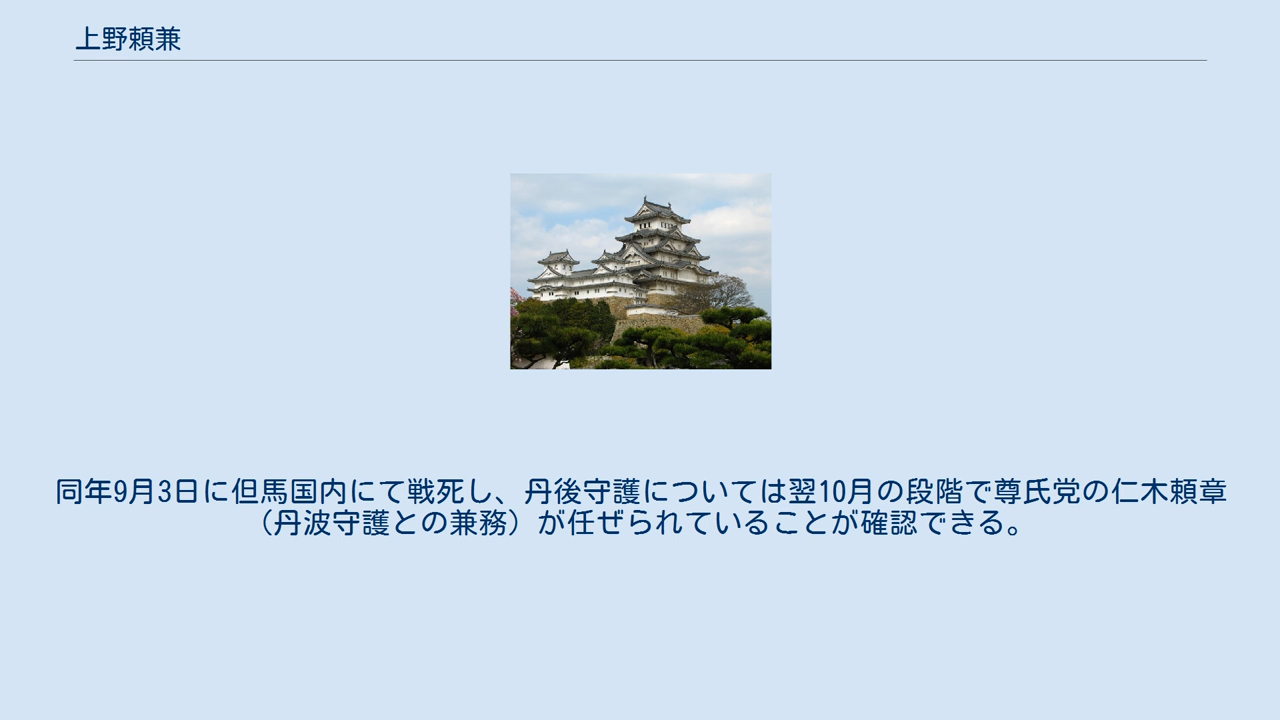 上野頼兼
同年9月3日に但馬国内にて戦死し、丹後守護については翌10月の段階で尊氏党の仁木頼章
（丹波守護との兼務）が任ぜられていることが確認できる。